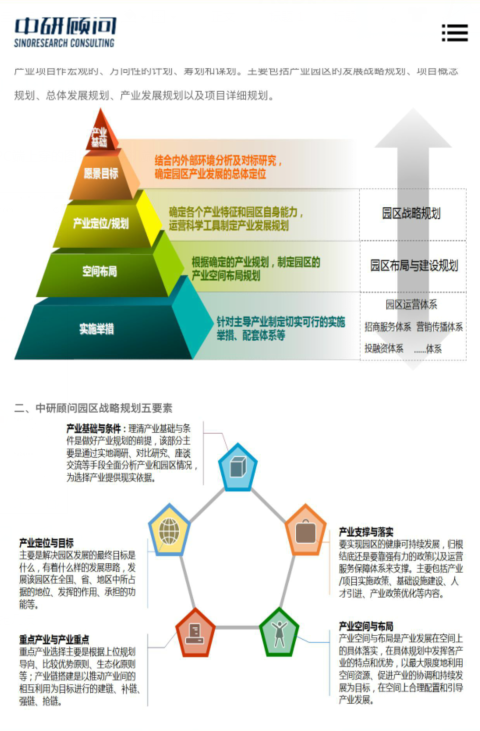 中研顾问
SINORESEARCH CONSULTING
产业项目作宏观的、方向性的计划、筹划和谋划。主要包括产业园区的发展战略规划、项目概念
规划、总体发展规划、产业发展规划以及项目详细规划。
产业
基础
愿景目标
结合内外部环境分析及对标研究，
确定园区产业发展的总体定位
产业定位/规划
确定各个产业特征和园区自身能力，
运营科学工具制定产业发展规划
园区战略规划
空间布局
根据确定的产业规划，制定园区的
产业空间布局规划
园区布局与建设规划
实施举措
针对主导产业制定切实可行的实施
举措、配套体系等
园区运营体系
招商服务体系 营销传播体系
投融资体系 ......体系
二、中研顾问园区战略规划五要素
产业基础与条件：理清产业基础与条
件是做好产业规划的前提，该部分主
要是通过实地调研、对比研究、座谈
交流等手段全面分析产业和园区情况，
为选择产业提供现实依据。
产业定位与目标
主要是解决园区发展的最终目标是
什么，有着什么样的发展思路，发
展该园区在全国、省、地区中所占
据的地位、发挥的作用、承担的功
能等。
产业支撑与落实
要实现园区的健康可持续发展，归根
结底还是要靠强有力的政策以及运营
服务保障体系来支撑。主要包括产业
/项目实施政策、基础设施建设、人
才引进、产业政策优化等内容。
重点产业与产业重点
重点产业选择主要是根据上位规划
导向、比较优势原则、生态化原则
等；产业链搭建是以推动产业间的
相互利用为目标进行的建链、补链、
强链、抢链。
产业空间与布局
产业空间与布局是产业发展在空间上
的具体落实，在具体规划中发挥各产
业的特点和优势，以最大限度地利用
空间资源、促进产业的协调和持续发
展为目标，在空间上合理配置和引导
产业发展。